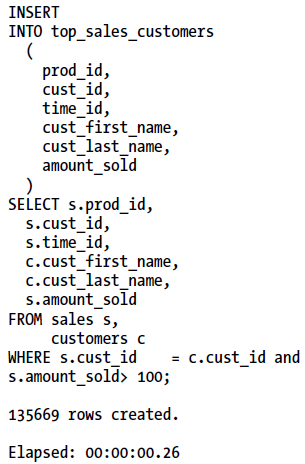 INSERT
INTO top_sales_customers
(
prod_id,
cust_id,
time_id,
cust_first_name,
cust_last_name,
amount_sold
)
SELECT s.prod_id,
s.cust_id,
s.time_id,
c.cust_first_name,
c.cust_last_name,
s.amount_sold
FROM sales s,
customers c
WHERE s.cust_id    = c.cust_id and
s.amount_sold> 100;
135669 rows created.
Elapsed: 00:00:00.26